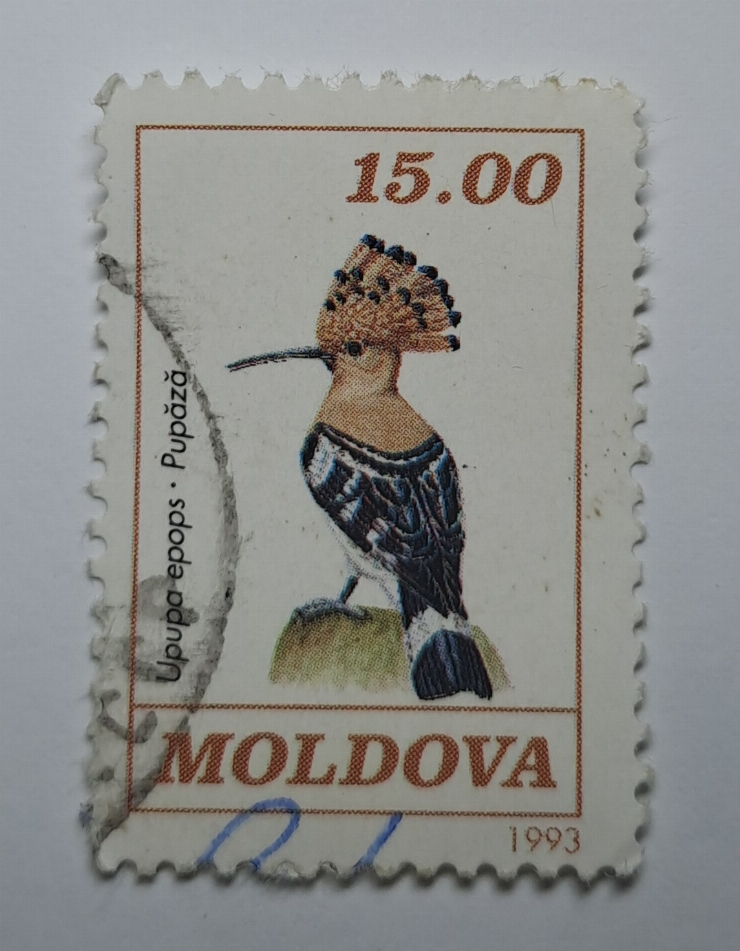 15.00
Upupa epops · Pupăză
MOLDOVA
1993